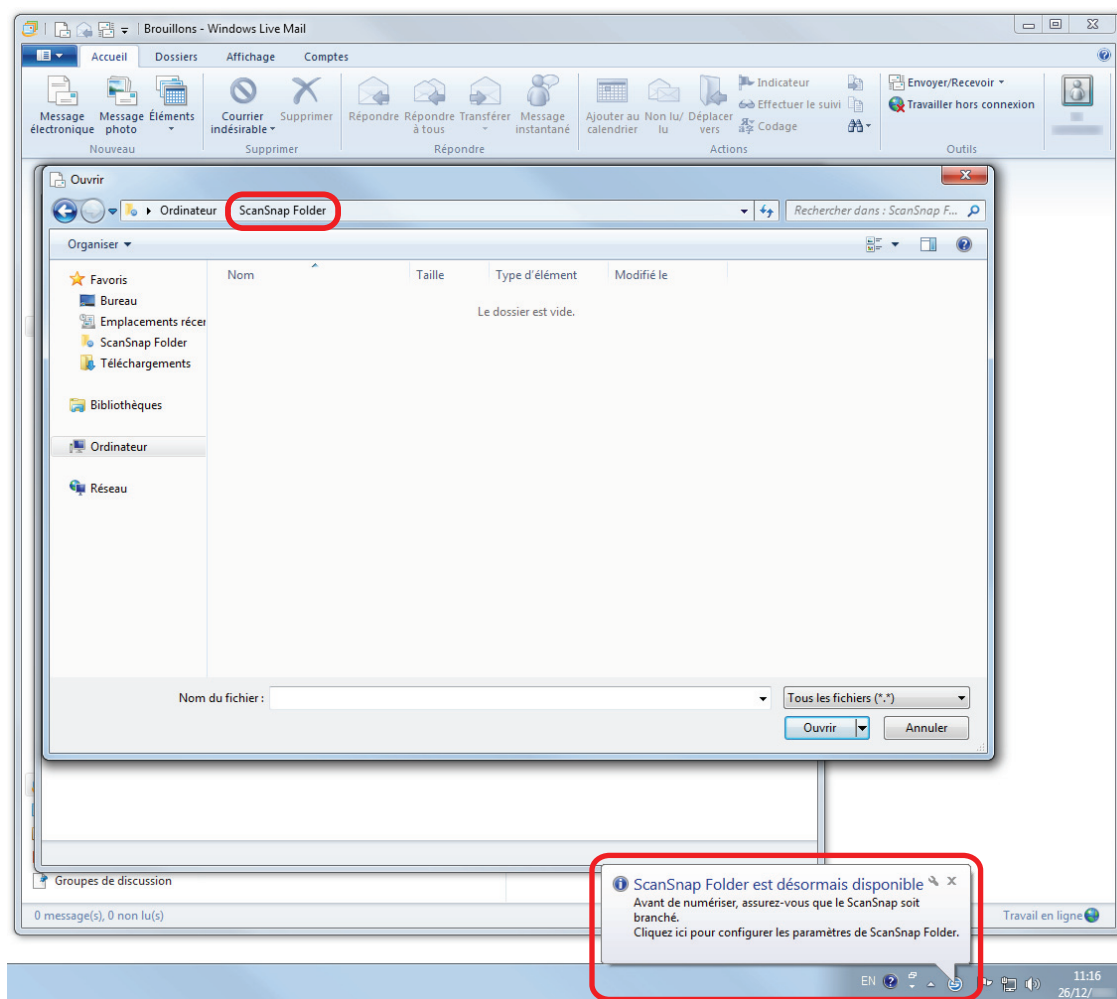 Brouillons - Windows Live Mail
Accueil Dossiers Affichage Comptes
Message électronique
Message photo
Éléments
Nouveau
Courrier indésirable
Supprimer
Supprimer
Répondre
Répondre à tous
Transférer
Message instantané
Répondre
Ajouter au calendrier
Non lu/ lu
Déplacer vers
Indicateur
Effectuer le suivi
Codage
Actions
Envoyer/Recevoir
Travailler hors connexion
Outils
Ouvrir
Ordinateur ScanSnap Folder
Rechercher dans : ScanSnap F...
Organiser
Nom Taille Type d'élément Modifié le
Le dossier est vide.
Favoris
Bureau
Emplacements récer
ScanSnap Folder
Téléchargements
Bibliothèques
Ordinateur
Réseau
Nom du fichier :
Tous les fichiers (*.*)
Ouvrir Annuler
Groupes de discussion
0 message(s), 0 non lu(s)
Travail en ligne
ScanSnap Folder est désormais disponible
Avant de numériser, assurez-vous que le ScanSnap soit
branché.
Cliquez ici pour configurer les paramètres de ScanSnap Folder.
EN
11:16
26/12/